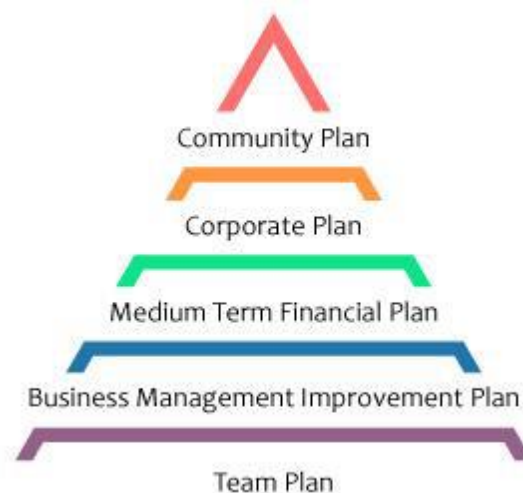 Community Plan
Corporate Plan
Medium Term Financial Plan
Business Management Improvement Plan
Team Plan